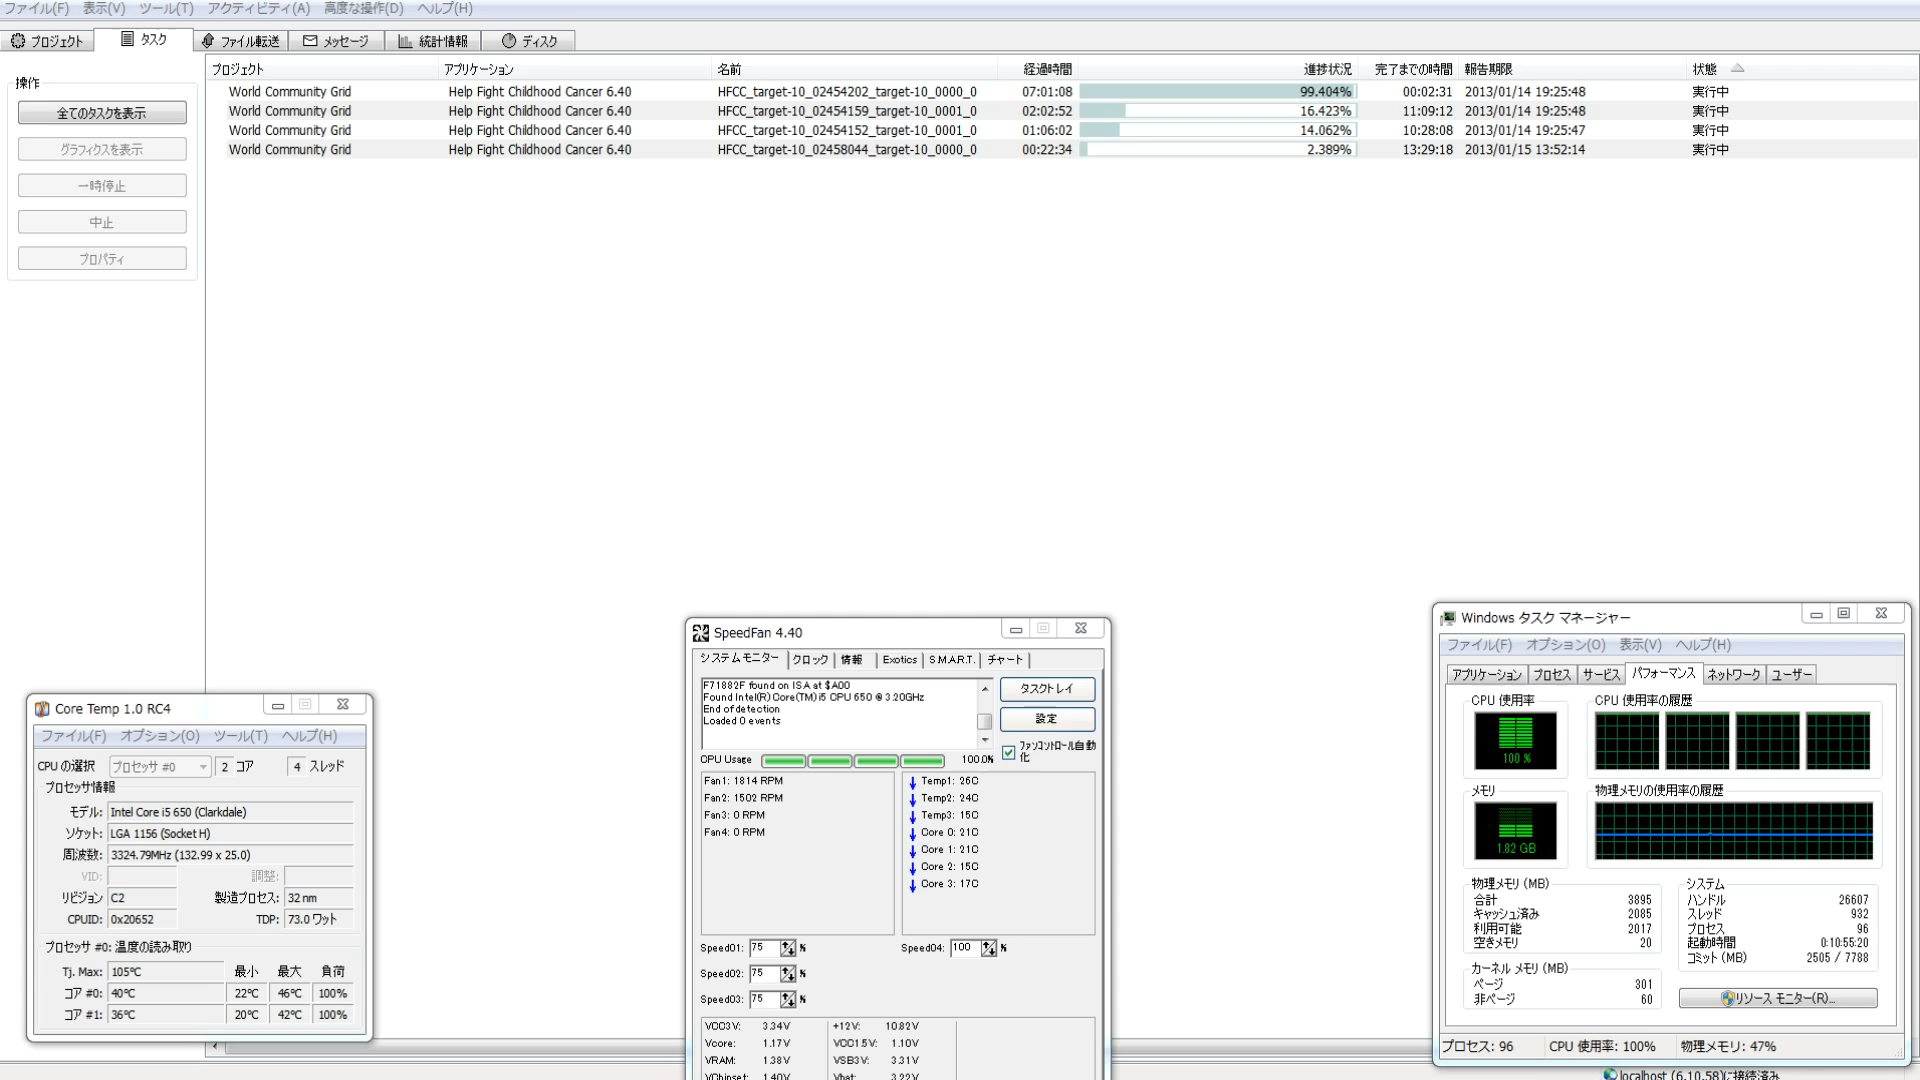 ファイル(F) 表示(V) ツール(T) アクティビティ(A) 高度な操作(D) ヘルプ(H)
プロジェクト タスク ファイル転送 メッセージ 統計情報 ディスク
操作
全てのタスクを表示
グラフィクスを表示
一時停止
中止
プロパティ
プロジェクト アプリケーション 名前 経過時間 進捗状況 完了までの時間 報告期限 状態
World Community Grid Help Fight Childhood Cancer 6.40 HFCC_target-10_02454202_target-10_0000_0 07:01:08 99.404% 00:02:31 2013/01/14 19:25:48 実行中
World Community Grid Help Fight Childhood Cancer 6.40 HFCC_target-10_02454159_target-10_0001_0 02:02:52 16.423% 11:09:12 2013/01/14 19:25:48 実行中
World Community Grid Help Fight Childhood Cancer 6.40 HFCC_target-10_02454152_target-10_0001_0 01:06:02 14.062% 10:28:08 2013/01/14 19:25:47 実行中
World Community Grid Help Fight Childhood Cancer 6.40 HFCC_target-10_02458044_target-10_0000_0 00:22:34 2.389% 13:29:18 2013/01/15 13:52:14 実行中
Core Temp 1.0 RC4
ファイル(F) オプション(O) ツール(T) ヘルプ(H)
CPU の選択 プロセッサ #0 2 コア 4 スレッド
プロセッサ情報
モデル: Intel Core i5 650 (Clarkdale)
ソケット: LGA 1156 (Socket H)
周波数: 3324.79MHz (132.99 x 25.0)
VID: 調整:
リビジョン C2 製造プロセス: 32 nm
CPUID: 0x20652 TDP: 73.0 ワット
プロセッサ #0: 温度の読み取り
Tj. Max: 105℃ 最小 最大 負荷
コア #0: 40℃ 22℃ 46℃ 100%
コア #1: 36℃ 20℃ 42℃ 100%
SpeedFan 4.40
システムモニター クロック 情報 Exotics S.M.A.R.T. チャート
F71882F found on ISA at $A00
Found Intel(R) Core(TM) i5 CPU 650 @ 3.20GHz
End of detection
Loaded 0 events
タスクトレイ
設定
ファンコントロール自動化
CPU Usage 100.0%
Fan1: 1814 RPM
Fan2: 1502 RPM
Fan3: 0 RPM
Fan4: 0 RPM
Temp1: 26C
Temp2: 24C
Temp3: 15C
Core 0: 21C
Core 1: 21C
Core 2: 15C
Core 3: 17C
Speed01: 75 % Speed04: 100 %
Speed02: 75 %
Speed03: 75 %
VCC3V: 3.34V +12V: 10.82V
Vcore: 1.17V VCC1.5V: 1.10V
VRAM: 1.38V VSB3V: 3.31V
VChipset: 1.40V Vbat: 3.22V
Windows タスク マネージャー
ファイル(F) オプション(O) 表示(V) ヘルプ(H)
アプリケーション プロセス サービス パフォーマンス ネットワーク ユーザー
CPU 使用率 CPU 使用率の履歴
100 %
メモリ 物理メモリの使用率の履歴
1.82 GB
物理メモリ (MB)
合計 3895
キャッシュ済み 2085
利用可能 2017
空きメモリ 20
カーネル メモリ (MB)
ページ 301
非ページ 60
システム
ハンドル 26607
スレッド 932
プロセス 96
起動時間 0:10:55:20
コミット (MB) 2505 / 7788
リソース モニター(R)...
プロセス: 96 CPU 使用率: 100% 物理メモリ: 47%
localhost (6.10.58)に接続済み